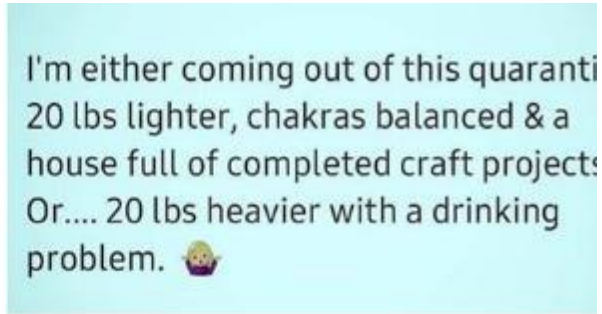 I'm either coming out of this quaranti
20 lbs lighter, chakras balanced & a
house full of completed craft projects
Or.... 20 lbs heavier with a drinking
problem. 🤷🏼‍♀️